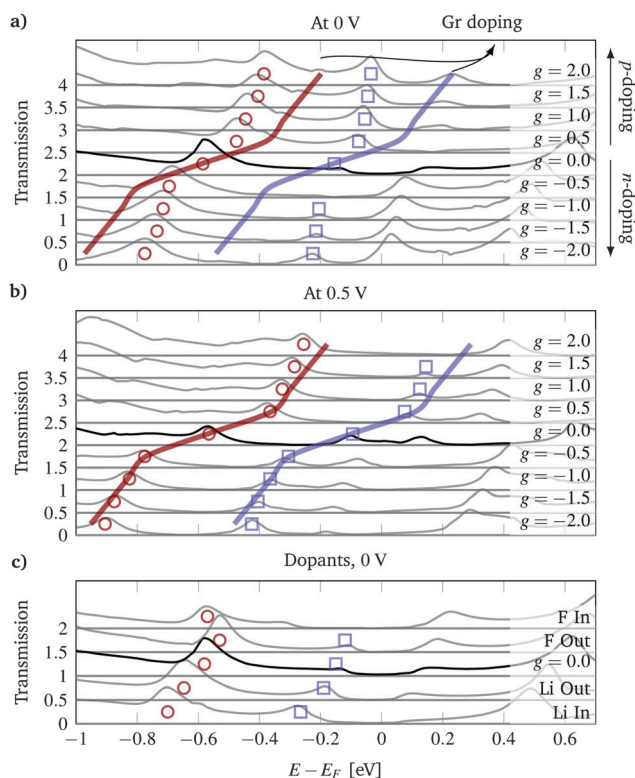 a)
At 0 V
Gr doping
Transmission
4
3.5
3
2.5
2
1.5
1
0.5
0
g = 2.0
g = 1.5
g = 1.0
g = 0.5
g = 0.0
g = −0.5
g = −1.0
g = −1.5
g = −2.0
p-doping
n-doping
b)
At 0.5 V
Transmission
4
3.5
3
2.5
2
1.5
1
0.5
0
g = 2.0
g = 1.5
g = 1.0
g = 0.5
g = 0.0
g = −0.5
g = −1.0
g = −1.5
g = −2.0
c)
Dopants, 0 V
Transmission
2
1.5
1
0.5
0
F In
F Out
g = 0.0
Li Out
Li In
−1 −0.8 −0.6 −0.4 −0.2 0 0.2 0.4 0.6
E − E_F [eV]